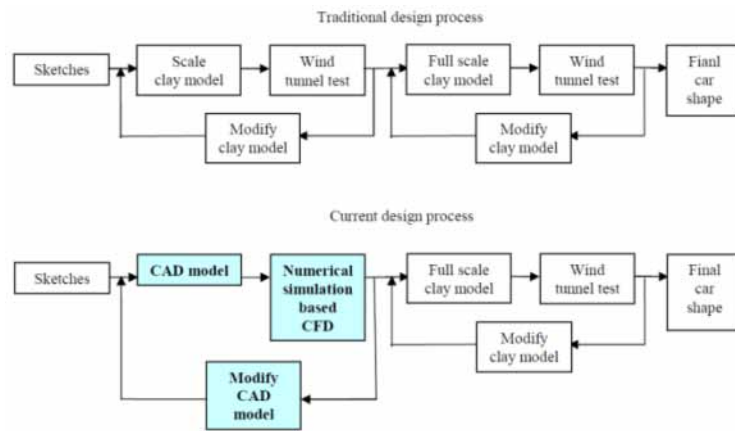 Traditional design process
Sketches
Scale
clay model
Wind
tunnel test
Full scale
clay model
Wind
tunnel test
Fianl
car
shape
Modify
clay model
Modify
clay model
Current design process
Sketches
CAD model
Numerical
simulation
based
CFD
Full scale
clay model
Wind
tunnel test
Final
car
shape
Modify
clay model
Modify
CAD
model